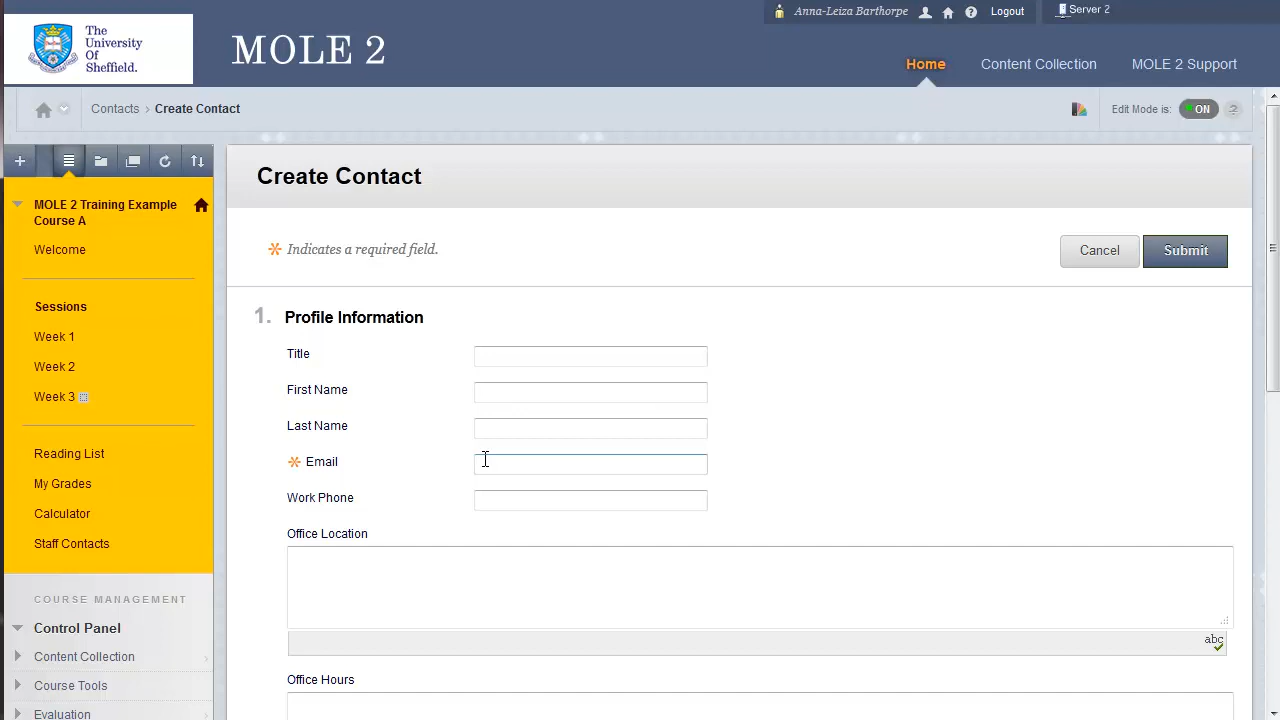 The
University
Of
Sheffield.
MOLE 2
Anna-Leiza Barthorpe
Logout
Server 2
Home
Content Collection
MOLE 2 Support
Contacts › Create Contact
Edit Mode is:
ON
MOLE 2 Training Example
Course A
Welcome
Sessions
Week 1
Week 2
Week 3
Reading List
My Grades
Calculator
Staff Contacts
COURSE MANAGEMENT
Control Panel
Content Collection
Course Tools
Evaluation
Create Contact
Indicates a required field.
Cancel
Submit
1. Profile Information
Title
First Name
Last Name
Email
Work Phone
Office Location
abc
Office Hours